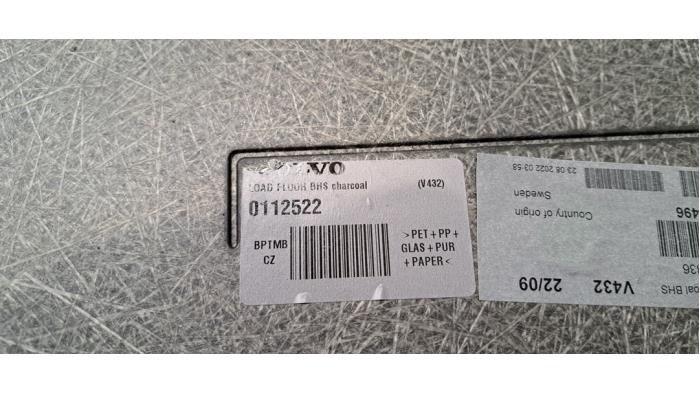 VOLVO
LOAD FLOOR BHS charcoal (V432)
0112522
BPTMB
CZ
>PET+PP+
GLAS+PUR
+PAPER<
22/09 V432
BHS
Country of origin
Sweden
23 08 2022 03:58